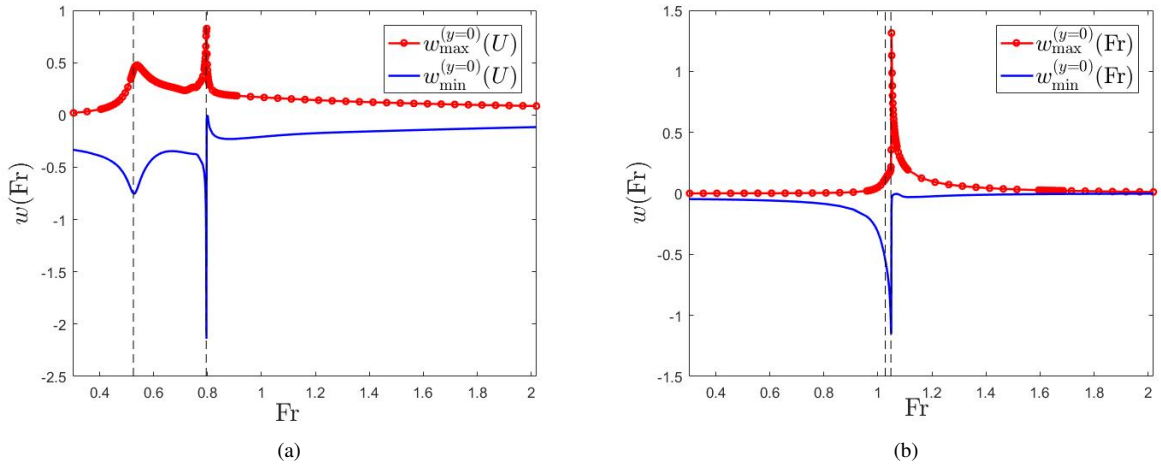 1
0.5
0
-0.5
-1
-1.5
-2
-2.5
w(Fr)
w_max^(y=0)(U)
w_min^(y=0)(U)
0.4 0.6 0.8 1 1.2 1.4 1.6 1.8 2
Fr
(a)
1.5
1
0.5
0
-0.5
-1
-1.5
w(Fr)
w_max^(y=0)(Fr)
w_min^(y=0)(Fr)
0.4 0.6 0.8 1.0 1.2 1.4 1.6 1.8 2
Fr
(b)